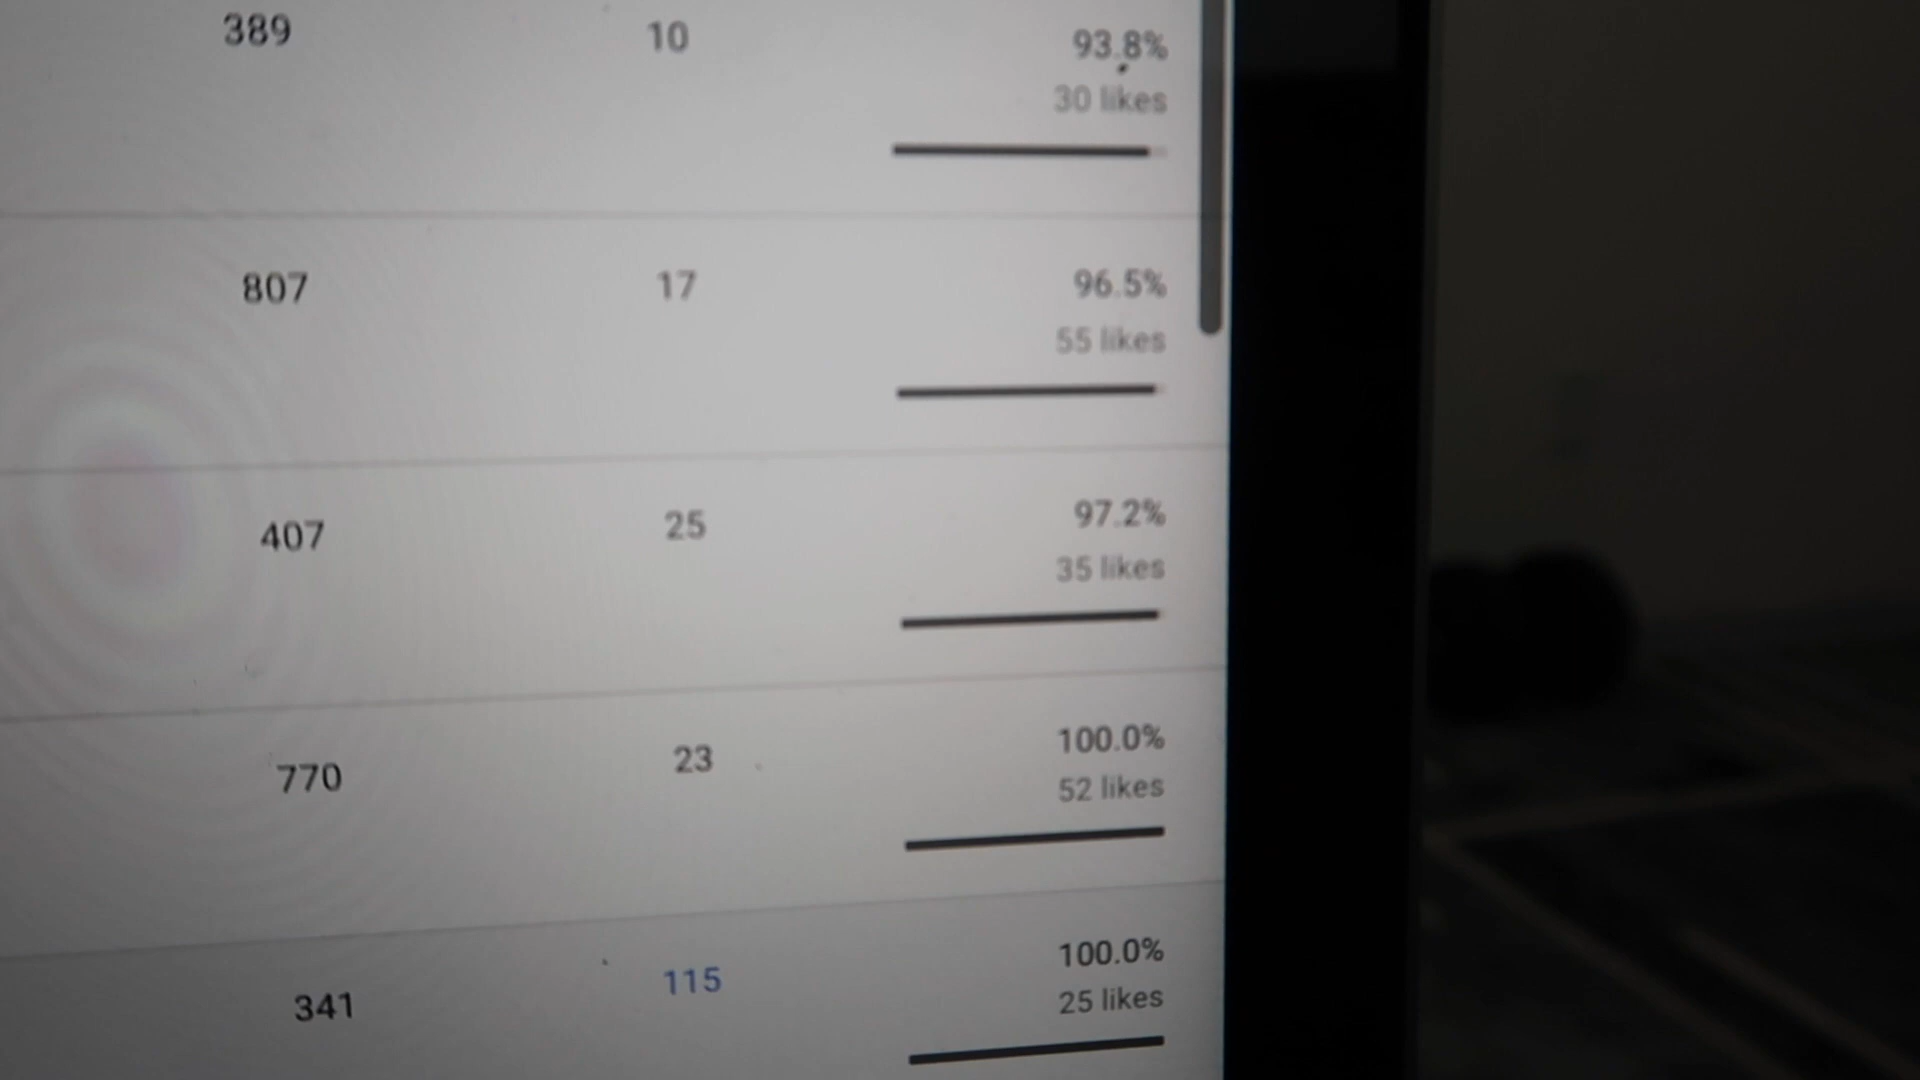 389 10 93.8%
30 likes
807 17 96.5%
55 likes
407 25 97.2%
35 likes
770 23 100.0%
52 likes
341 115 100.0%
25 likes